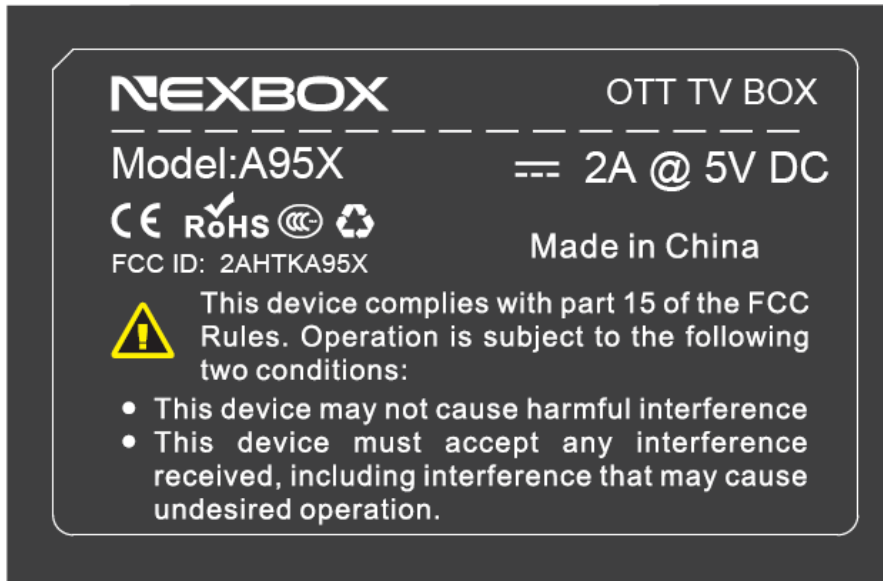 NEXBOX OTT TV BOX
Model:A95X 2A @ 5V DC
CE RoHS CCC
Made in China
FCC ID: 2AHTKA95X
This device complies with part 15 of the FCC
Rules. Operation is subject to the following
two conditions:
• This device may not cause harmful interference
• This device must accept any interference
received, including interference that may cause
undesired operation.